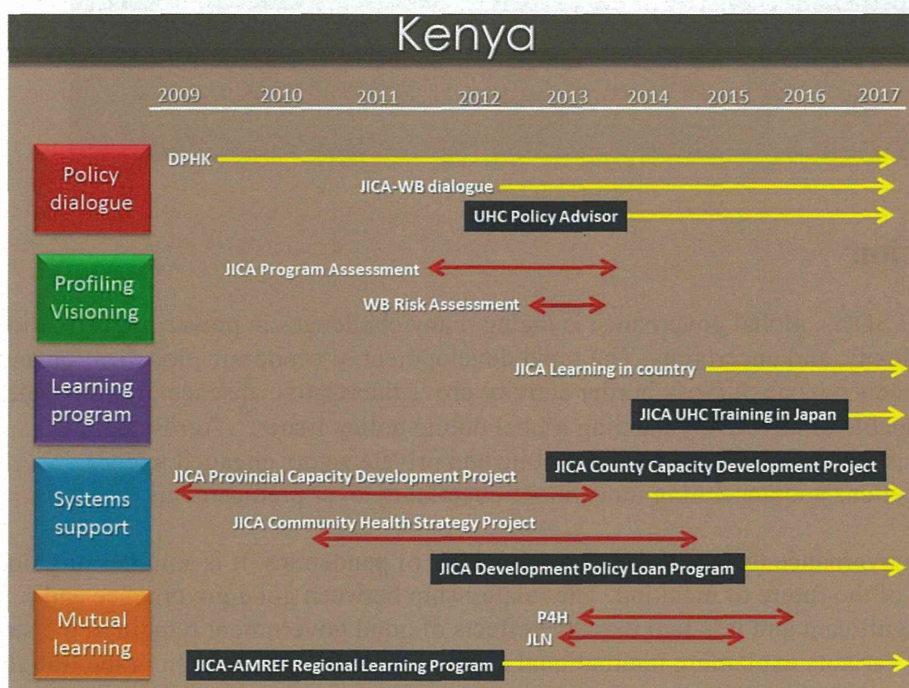 Kenya
2009 2010 2011 2012 2013 2014 2015 2016 2017
Policy
dialogue
DPHK
JICA-WB dialogue
UHC Policy Advisor
Profiling
Visioning
JICA Program Assessment
WB Risk Assessment
Learning
program
JICA Learning in country
JICA UHC Training in Japan
Systems
support
JICA Provincial Capacity Development Project
JICA County Capacity Development Project
JICA Community Health Strategy Project
JICA Development Policy Loan Program
Mutual
learning
P4H
JLN
JICA-AMREF Regional Learning Program